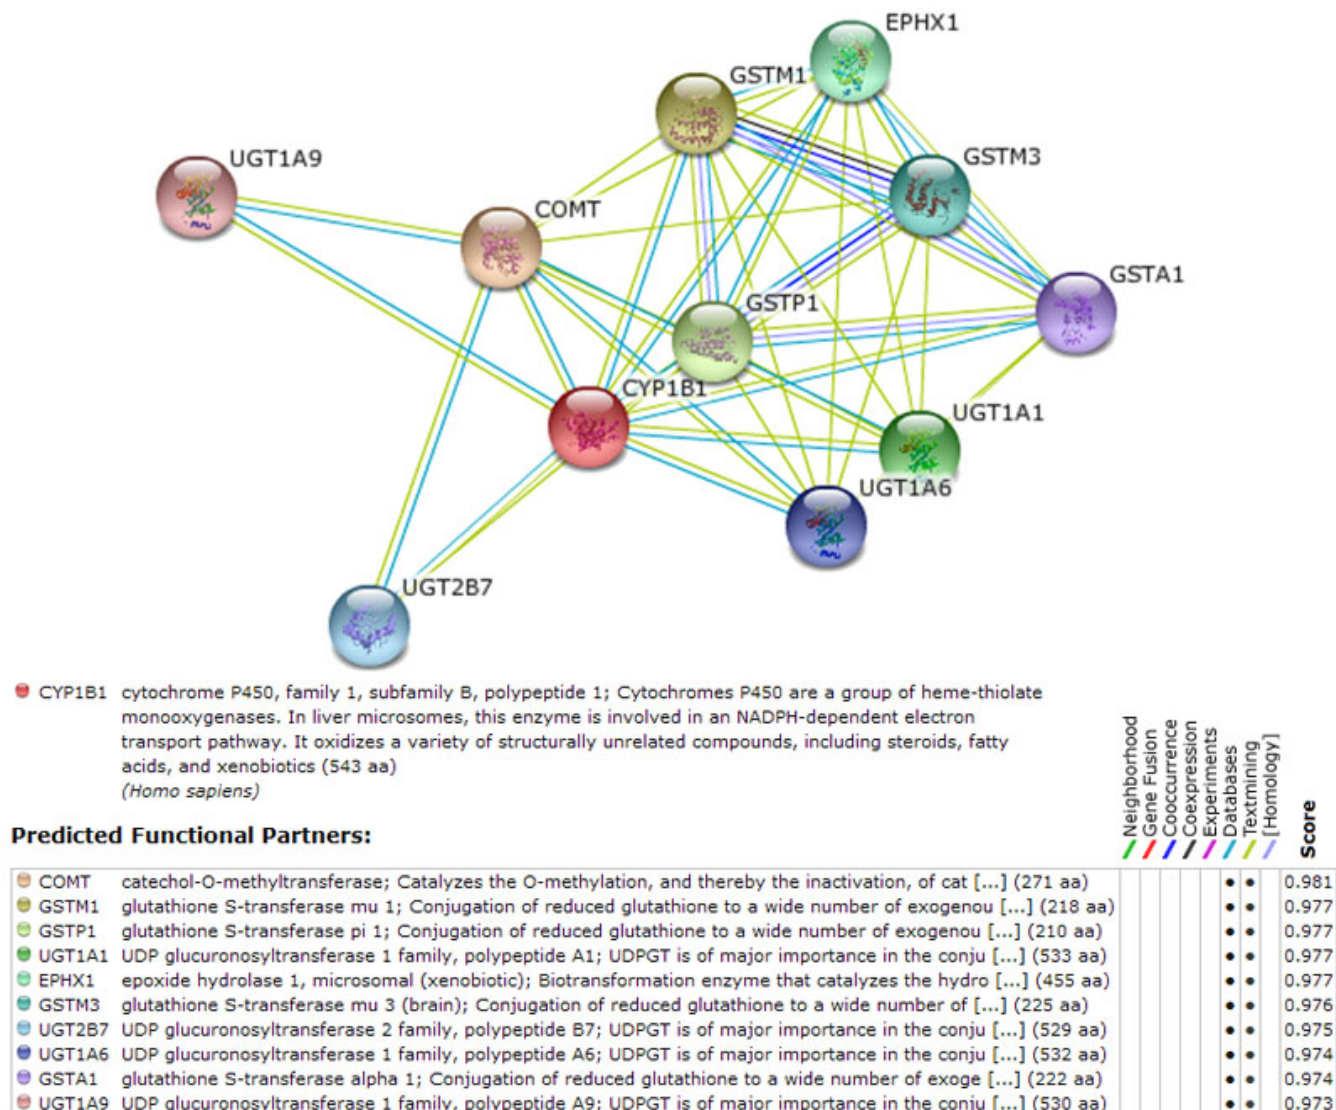 EPHX1
GSTM1
GSTM3
UGT1A9
COMT
GSTA1
GSTP1
CYP1B1
UGT1A1
UGT1A6
UGT2B7
CYP1B1 cytochrome P450, family 1, subfamily B, polypeptide 1; Cytochromes P450 are a group of heme-thiolate
monooxygenases. In liver microsomes, this enzyme is involved in an NADPH-dependent electron
transport pathway. It oxidizes a variety of structurally unrelated compounds, including steroids, fatty
acids, and xenobiotics (543 aa)
(Homo sapiens)
Neighborhood
Gene Fusion
Cooccurrence
Coexpression
Experiments
Databases
Textmining
[Homology]
Score
Predicted Functional Partners:
COMT catechol-O-methyltransferase; Catalyzes the O-methylation, and thereby the inactivation, of cat [...] (271 aa) • • 0.981
GSTM1 glutathione S-transferase mu 1; Conjugation of reduced glutathione to a wide number of exogenou [...] (218 aa) • • 0.977
GSTP1 glutathione S-transferase pi 1; Conjugation of reduced glutathione to a wide number of exogenou [...] (210 aa) • • 0.977
UGT1A1 UDP glucuronosyltransferase 1 family, polypeptide A1; UDPGT is of major importance in the conju [...] (533 aa) • • 0.977
EPHX1 epoxide hydrolase 1, microsomal (xenobiotic); Biotransformation enzyme that catalyzes the hydro [...] (455 aa) • • 0.977
GSTM3 glutathione S-transferase mu 3 (brain); Conjugation of reduced glutathione to a wide number of [...] (225 aa) • • 0.976
UGT2B7 UDP glucuronosyltransferase 2 family, polypeptide B7; UDPGT is of major importance in the conju [...] (529 aa) • • 0.975
UGT1A6 UDP glucuronosyltransferase 1 family, polypeptide A6; UDPGT is of major importance in the conju [...] (532 aa) • • 0.974
GSTA1 glutathione S-transferase alpha 1; Conjugation of reduced glutathione to a wide number of exoge [...] (222 aa) • • 0.974
UGT1A9 UDP glucuronosyltransferase 1 family, polypeptide A9; UDPGT is of major importance in the conju [...] (530 aa) • • 0.973